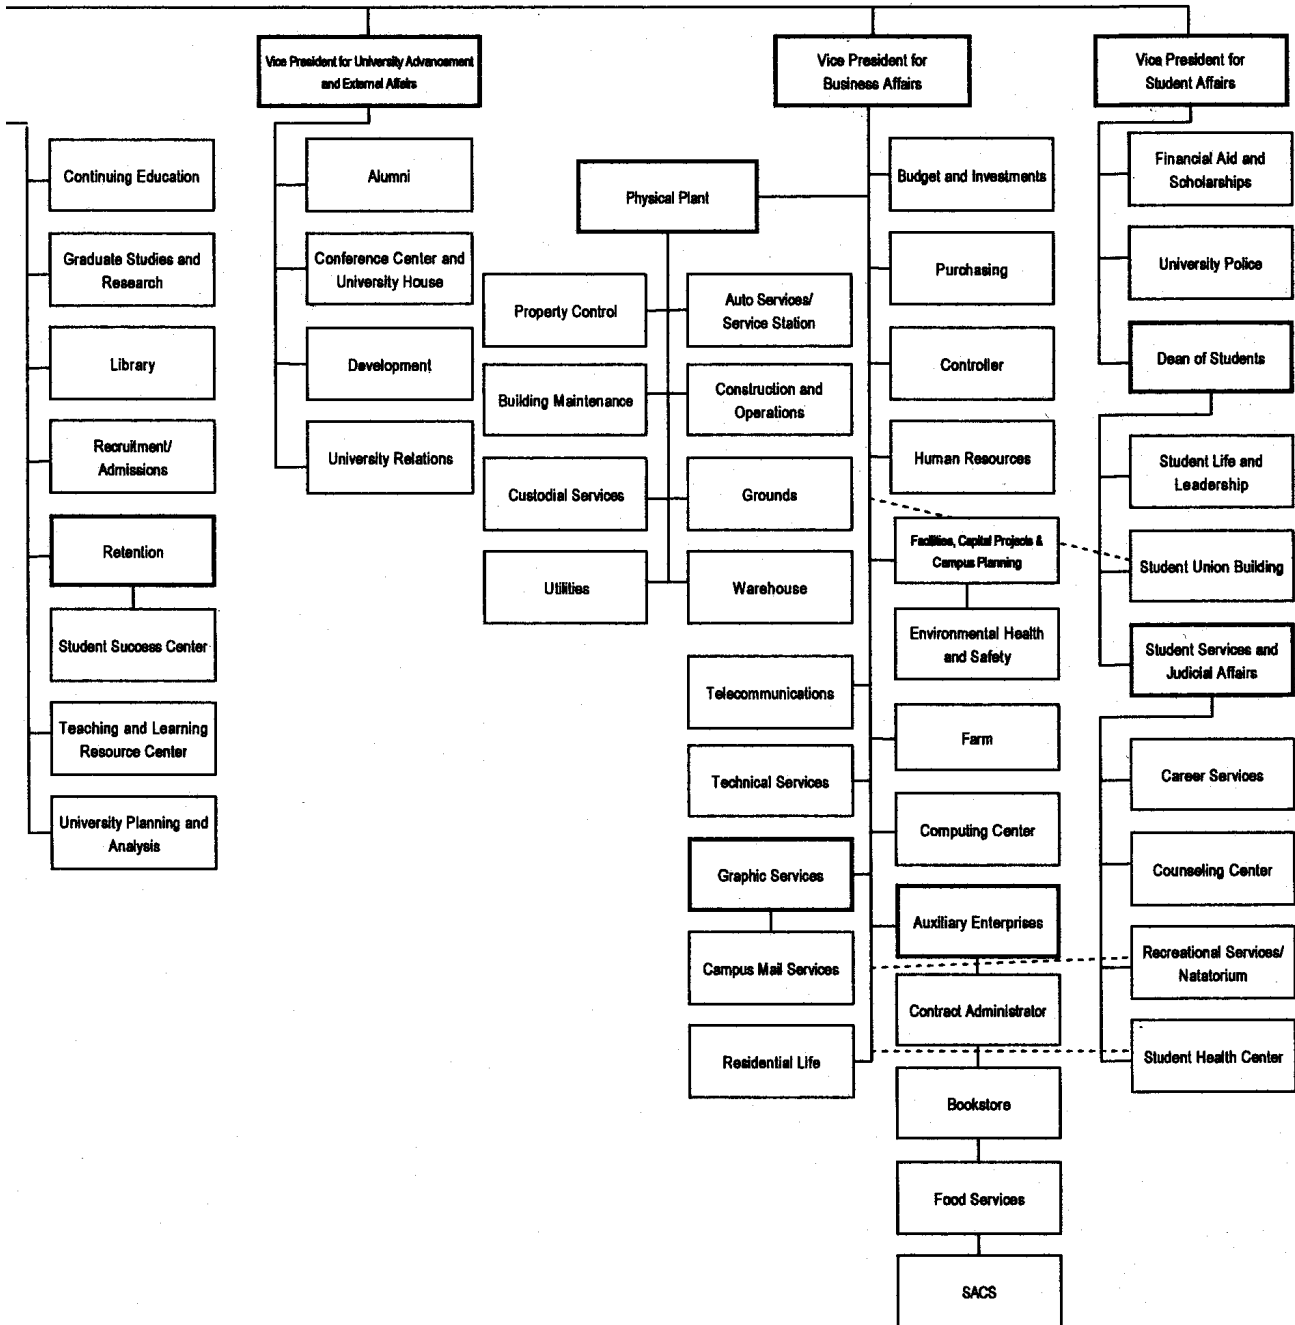 Vice President for University Advancement
and External Affairs
Vice President for
Business Affairs
Vice President for
Student Affairs
Continuing Education
Graduate Studies and
Research
Library
Recruitment/
Admissions
Retention
Student Success Center
Teaching and Learning
Resource Center
University Planning and
Analysis
Alumni
Conference Center and
University House
Development
University Relations
Physical Plant
Property Control
Auto Services/
Service Station
Building Maintenance
Construction and
Operations
Custodial Services
Grounds
Utilities
Warehouse
Telecommunications
Technical Services
Graphic Services
Campus Mail Services
Residential Life
Budget and Investments
Purchasing
Controller
Human Resources
Facilities, Capital Projects &
Campus Planning
Environmental Health
and Safety
Farm
Computing Center
Auxiliary Enterprises
Contract Administrator
Bookstore
Food Services
SACS
Financial Aid and
Scholarships
University Police
Dean of Students
Student Life and
Leadership
Student Union Building
Student Services and
Judicial Affairs
Career Services
Counseling Center
Recreational Services/
Natatorium
Student Health Center